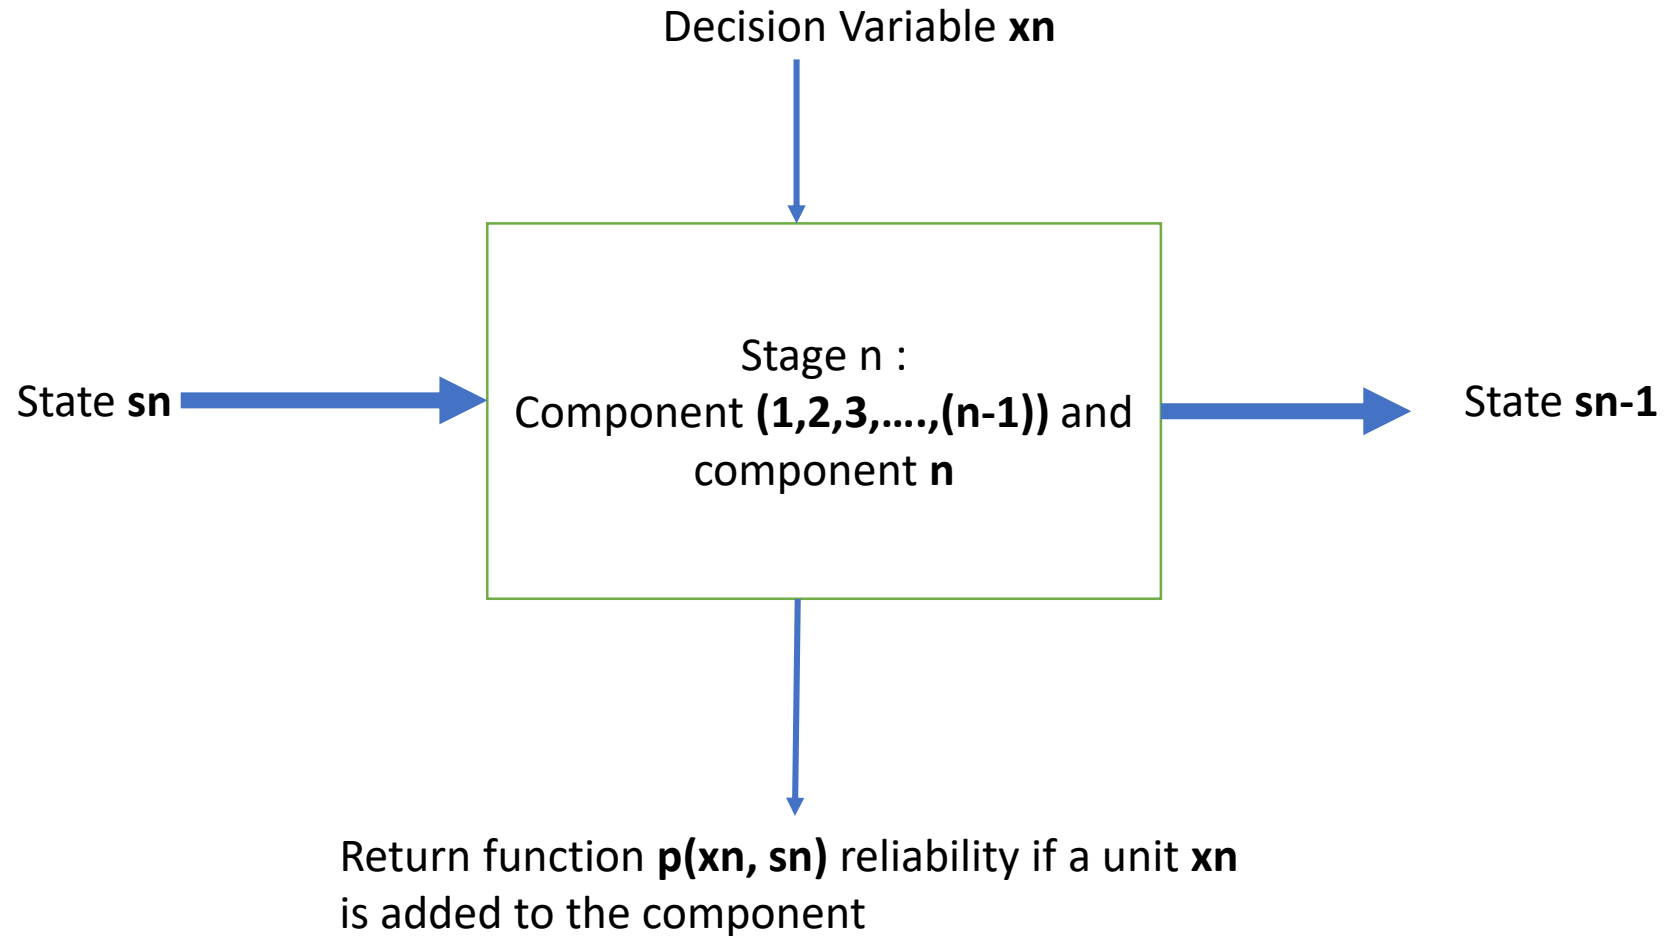 Decision Variable xn
Stage n :
State sn
Component (1,2,3,....,(n-1)) and
State sn-1
component n
Return function p(xn, sn) reliability if a unit xn
is added to the component